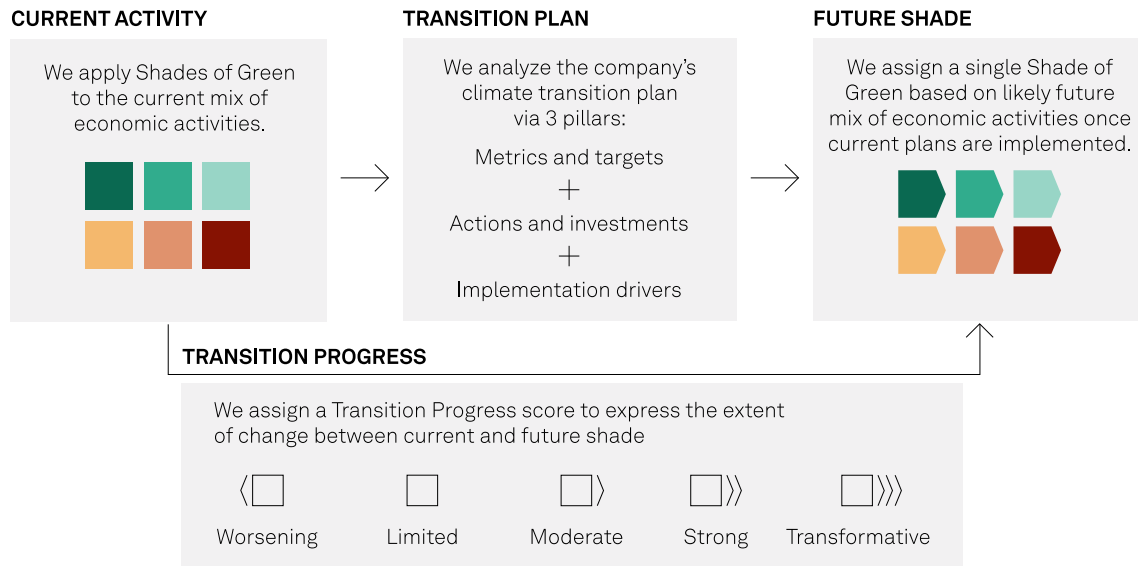 CURRENT ACTIVITY
We apply Shades of Green
to the current mix of
economic activities.
TRANSITION PLAN
We analyze the company’s
climate transition plan
via 3 pillars:
Metrics and targets
+
Actions and investments
+
Implementation drivers
FUTURE SHADE
We assign a single Shade of
Green based on likely future
mix of economic activities once
current plans are implemented.
TRANSITION PROGRESS
We assign a Transition Progress score to express the extent
of change between current and future shade
Worsening
Limited
Moderate
Strong
Transformative